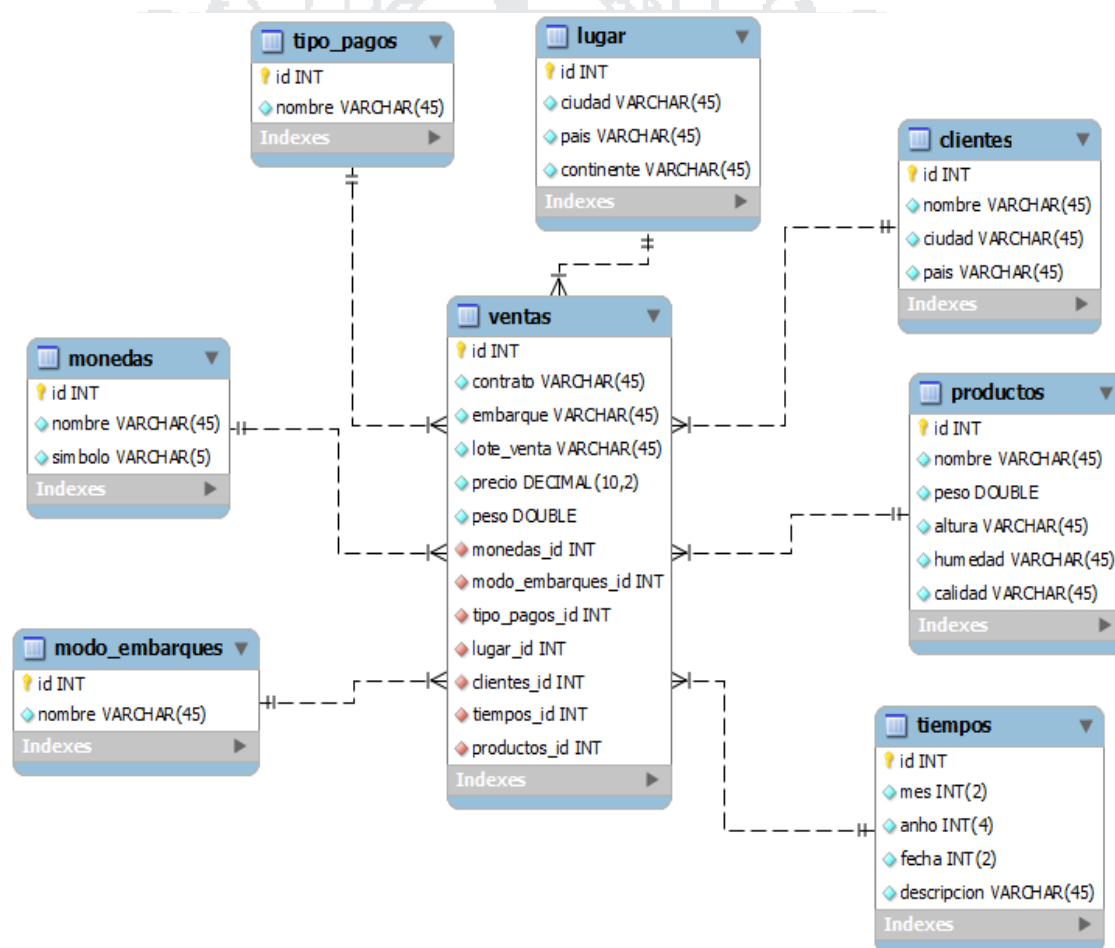 tipo_pagos
id INT
nombre VARCHAR(45)
Indexes
lugar
id INT
ciudad VARCHAR(45)
pais VARCHAR(45)
continente VARCHAR(45)
Indexes
clientes
id INT
nombre VARCHAR(45)
ciudad VARCHAR(45)
pais VARCHAR(45)
Indexes
monedas
id INT
nombre VARCHAR(45)
simbolo VARCHAR(5)
Indexes
ventas
id INT
contrato VARCHAR(45)
embarque VARCHAR(45)
lote_venta VARCHAR(45)
precio DECIMAL(10,2)
peso DOUBLE
monedas_id INT
modo_embarques_id INT
tipo_pagos_id INT
lugar_id INT
clientes_id INT
tiempos_id INT
productos_id INT
Indexes
productos
id INT
nombre VARCHAR(45)
peso DOUBLE
altura VARCHAR(45)
humedad VARCHAR(45)
calidad VARCHAR(45)
Indexes
modo_embarques
id INT
nombre VARCHAR(45)
Indexes
tiempos
id INT
mes INT(2)
anho INT(4)
fecha INT(2)
descripcion VARCHAR(45)
Indexes